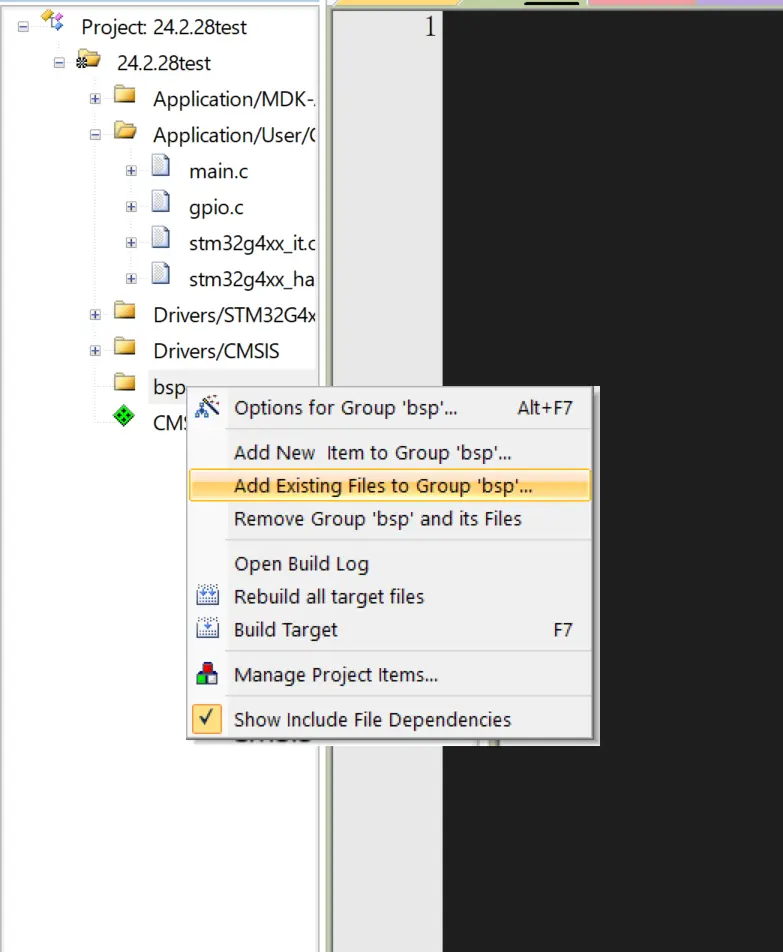 Project: 24.2.28test
1
24.2.28test
Application/MDK-
Application/User/
main.c
gpio.c
stm32g4xx_it.c
stm32g4xx_ha
Drivers/STM32G4x
Drivers/CMSIS
bsp
CMS
Options for Group 'bsp'... Alt+F7
Add New Item to Group 'bsp'...
Add Existing Files to Group 'bsp'...
Remove Group 'bsp' and its Files
Open Build Log
Rebuild all target files
Build Target F7
Manage Project Items...
Show Include File Dependencies